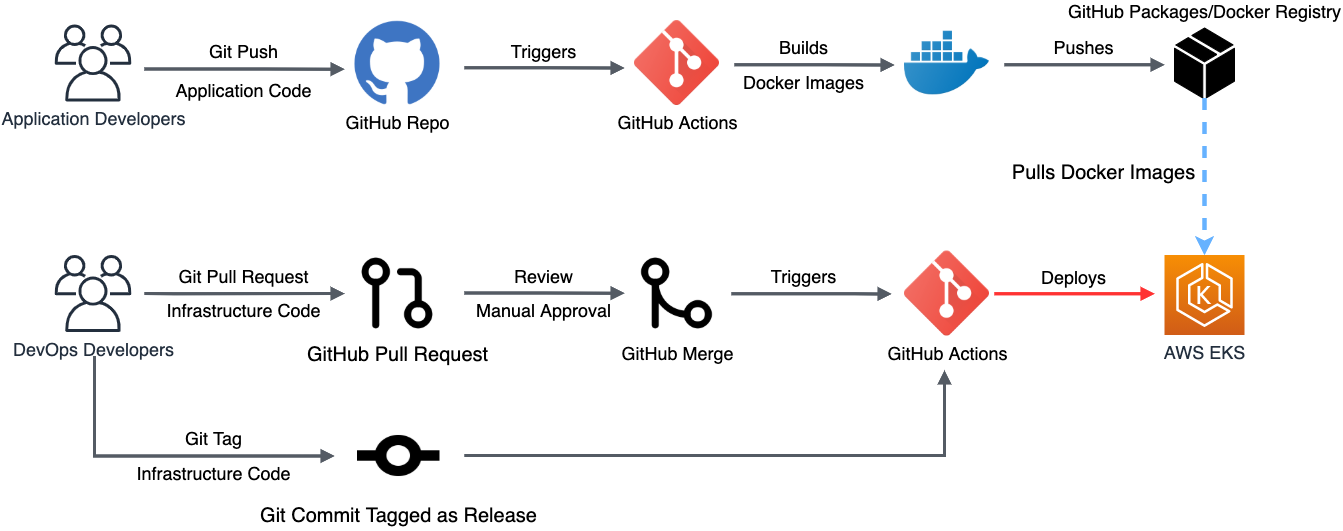 GitHub Packages/Docker Registry
Git Push
Triggers
Builds
Pushes
Application Code
Docker Images
Application Developers
GitHub Repo
GitHub Actions
Pulls Docker Images
Git Pull Request
Review
Triggers
Deploys
Infrastructure Code
Manual Approval
K
DevOps Developers
GitHub Pull Request
GitHub Merge
GitHub Actions
AWS EKS
Git Tag
Infrastructure Code
Git Commit Tagged as Release